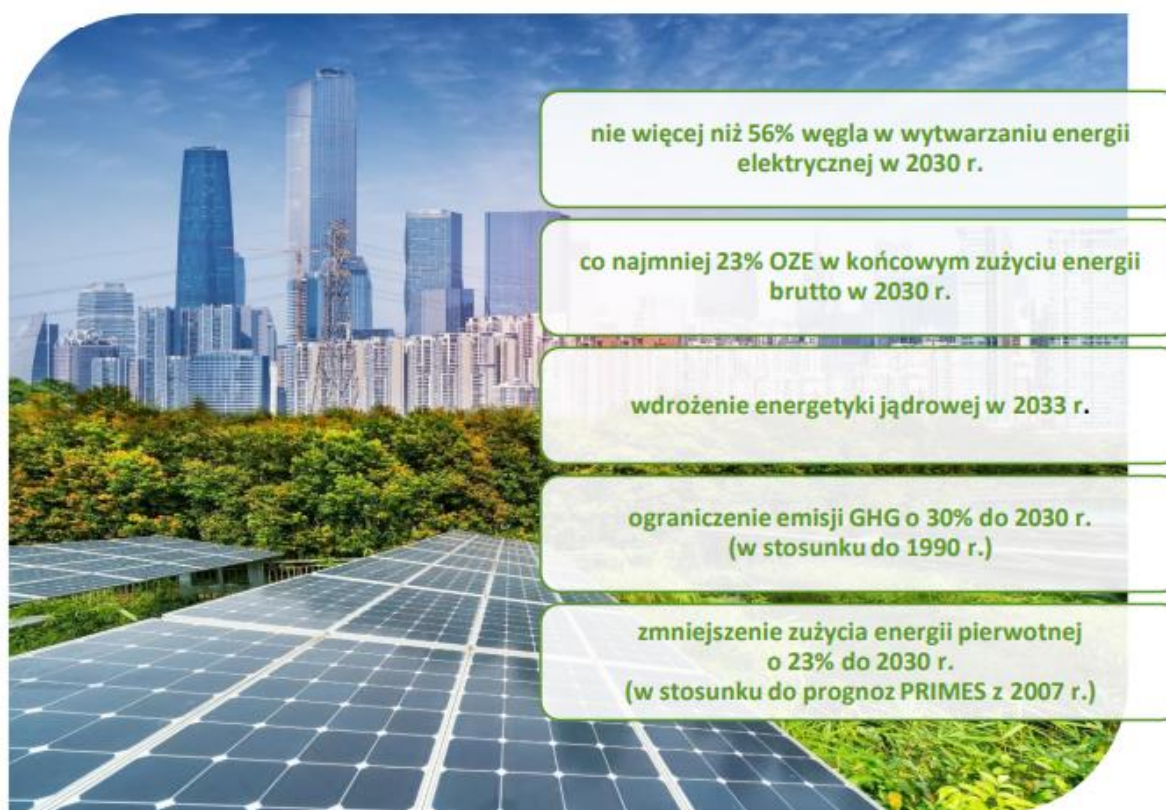 nie więcej niż 56% węgla w wytwarzaniu energii
elektrycznej w 2030 r.
co najmniej 23% OZE w końcowym zużyciu energii
brutto w 2030 r.
wdrożenie energetyki jądrowej w 2033 r.
ograniczenie emisji GHG o 30% do 2030 r.
(w stosunku do 1990 r.)
zmniejszenie zużycia energii pierwotnej
o 23% do 2030 r.
(w stosunku do prognoz PRIMES z 2007 r.)